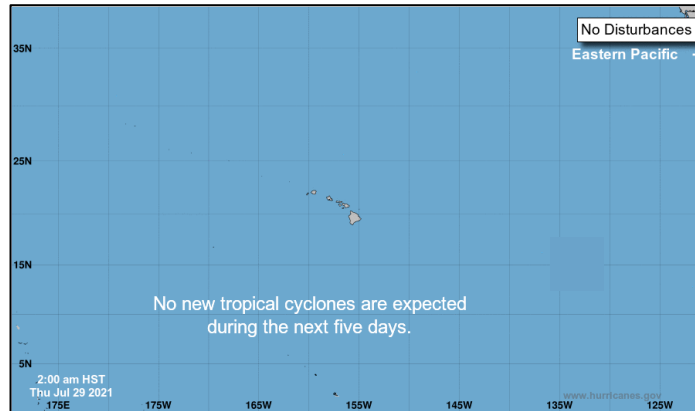 No Disturbances
35N
Eastern Pacific
25N
15N
No new tropical cyclones are expected
during the next five days.
5N
2:00 am HST
Thu Jul 29 2021
www.hurricanes.gov
175E
175W
165W
155W
145W
135W
125W